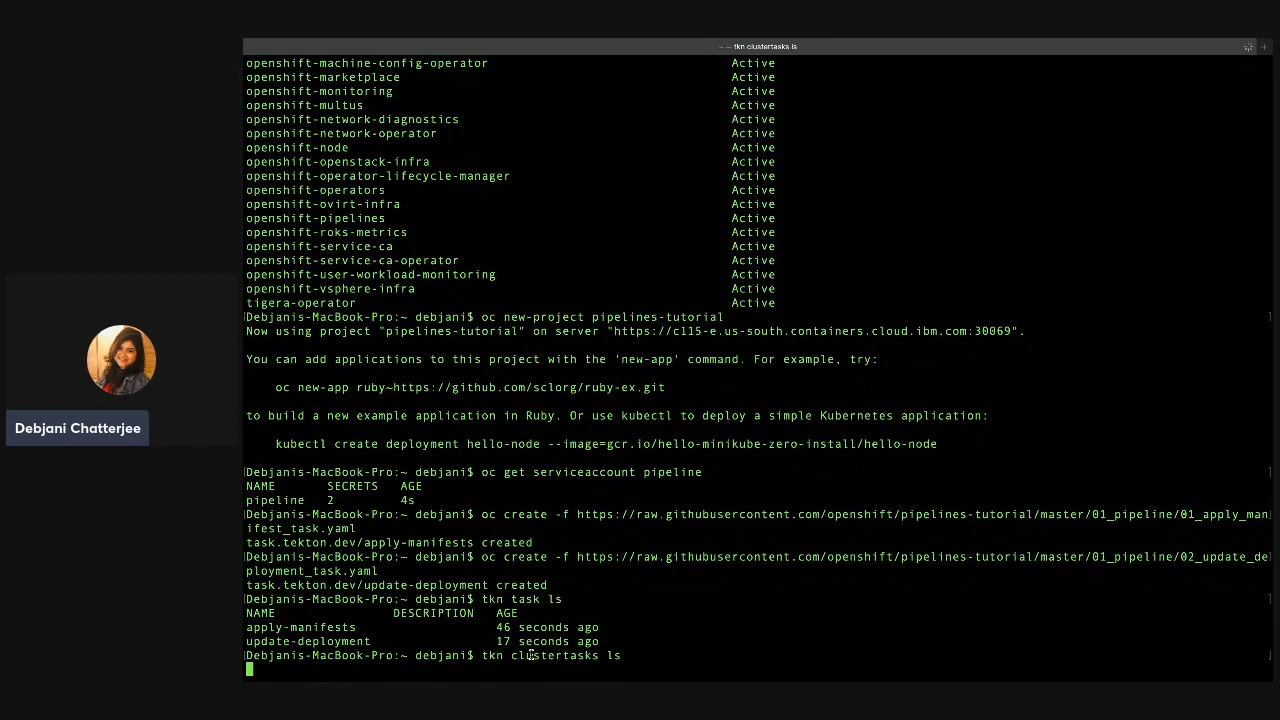 ~ — tkn clustertasks ls
openshift-machine-config-operator Active
openshift-marketplace Active
openshift-monitoring Active
openshift-multus Active
openshift-network-diagnostics Active
openshift-network-operator Active
openshift-node Active
openshift-openstack-infra Active
openshift-operator-lifecycle-manager Active
openshift-operators Active
openshift-ovirt-infra Active
openshift-pipelines Active
openshift-roks-metrics Active
openshift-service-ca Active
openshift-service-ca-operator Active
openshift-user-workload-monitoring Active
openshift-vsphere-infra Active
tigera-operator Active
[Debjanis-MacBook-Pro:~ debjani$ oc new-project pipelines-tutorial ]
Now using project "pipelines-tutorial" on server "https://c115-e.us-south.containers.cloud.ibm.com:30069".
You can add applications to this project with the 'new-app' command. For example, try:
oc new-app ruby~https://github.com/sclorg/ruby-ex.git
to build a new example application in Ruby. Or use kubectl to deploy a simple Kubernetes application:
kubectl create deployment hello-node --image=gcr.io/hello-minikube-zero-install/hello-node
[Debjanis-MacBook-Pro:~ debjani$ oc get serviceaccount pipeline ]
NAME SECRETS AGE
pipeline 2 4s
[Debjanis-MacBook-Pro:~ debjani$ oc create -f https://raw.githubusercontent.com/openshift/pipelines-tutorial/master/01_pipeline/01_apply_man]
ifest_task.yaml
task.tekton.dev/apply-manifests created
[Debjanis-MacBook-Pro:~ debjani$ oc create -f https://raw.githubusercontent.com/openshift/pipelines-tutorial/master/01_pipeline/02_update_de]
ployment_task.yaml
task.tekton.dev/update-deployment created
[Debjanis-MacBook-Pro:~ debjani$ tkn task ls ]
NAME DESCRIPTION AGE
apply-manifests 46 seconds ago
update-deployment 17 seconds ago
[Debjanis-MacBook-Pro:~ debjani$ tkn clustertasks ls ]
Debjani Chatterjee